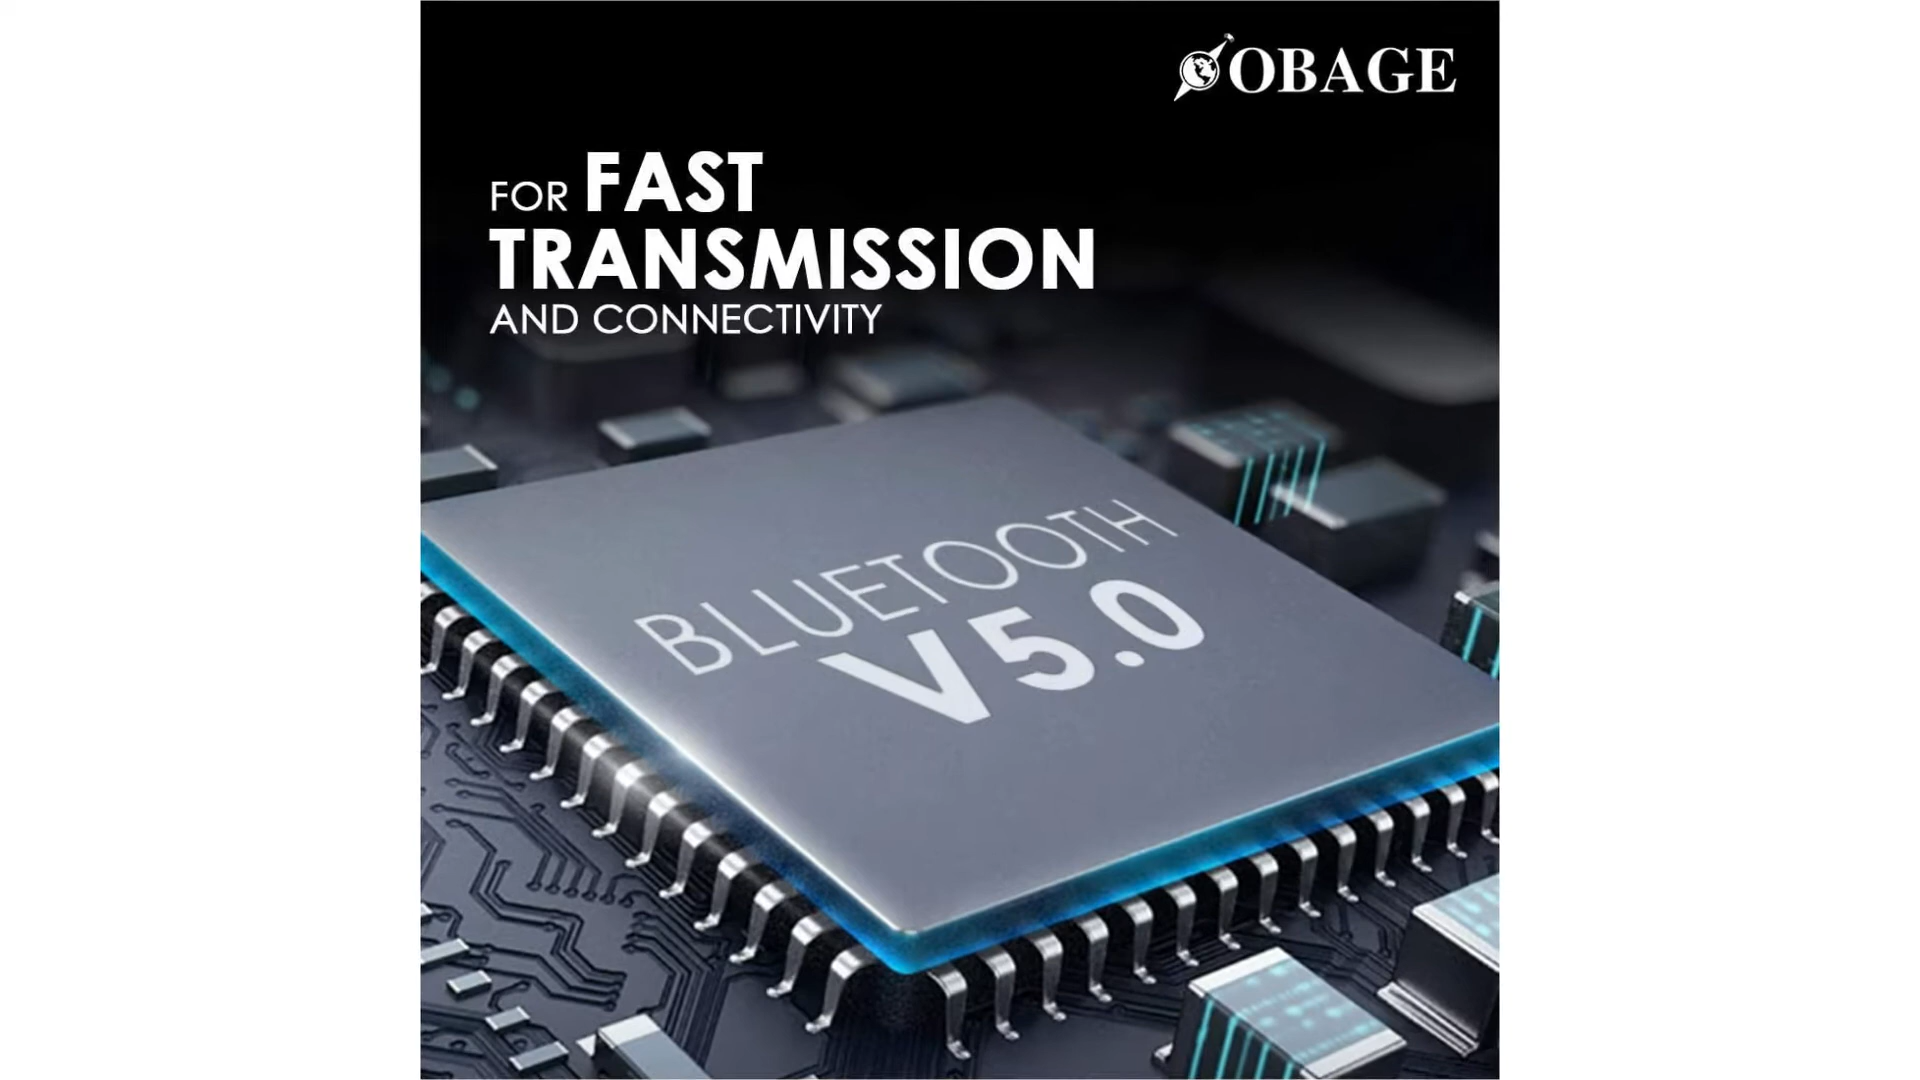 OBAGE
FOR FAST
TRANSMISSION
AND CONNECTIVITY
BLUETOOTH
V5.0